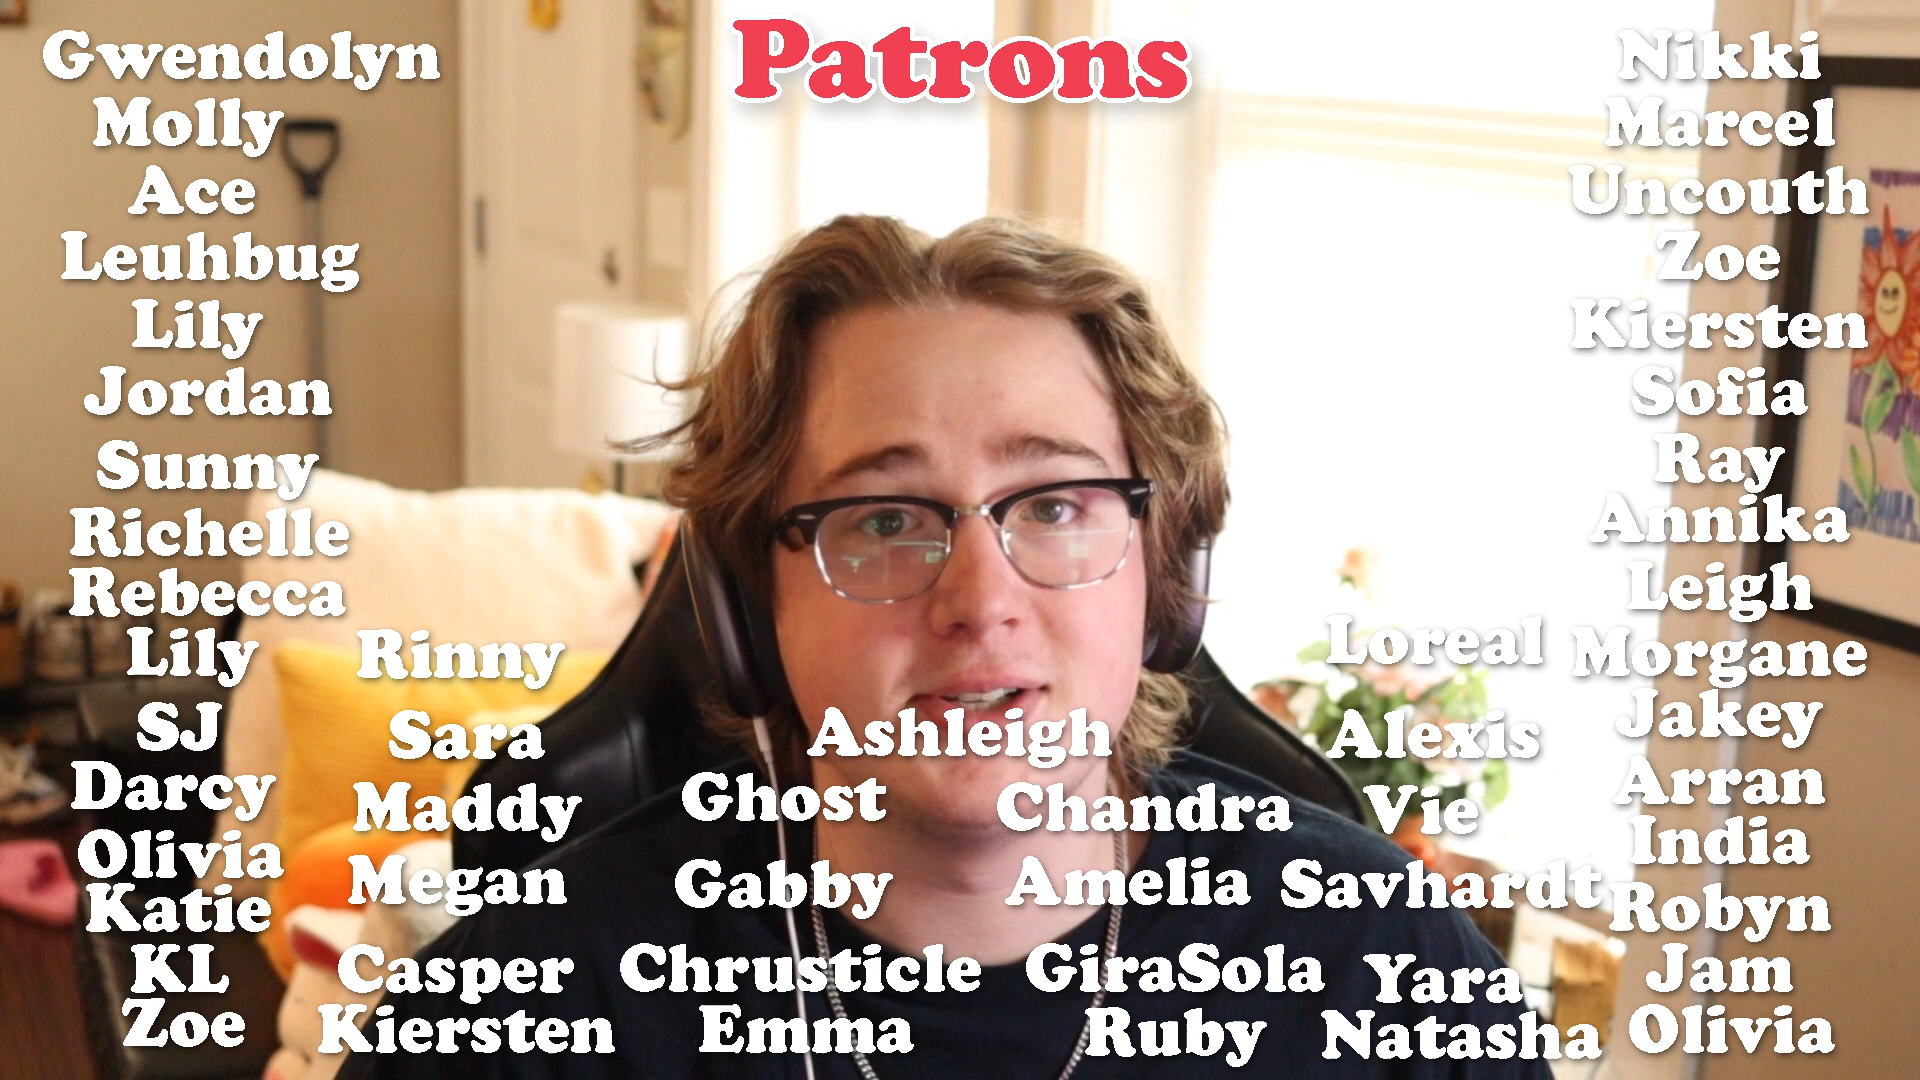 Patrons
Gwendolyn
Molly
Ace
Leuhbug
Lily
Jordan
Sunny
Richelle
Rebecca
Lily
SJ
Darcy
Olivia
Katie
KL
Zoe
Rinny
Sara
Maddy
Megan
Casper
Kiersten
Ashleigh
Ghost
Gabby
Chrusticle
Emma
Chandra
Amelia
GiraSola
Ruby
Loreal
Alexis
Vie
Savhardt
Yara
Natasha
Nikki
Marcel
Uncouth
Zoe
Kiersten
Sofia
Ray
Annika
Leigh
Morgane
Jakey
Arran
India
Robyn
Jam
Olivia